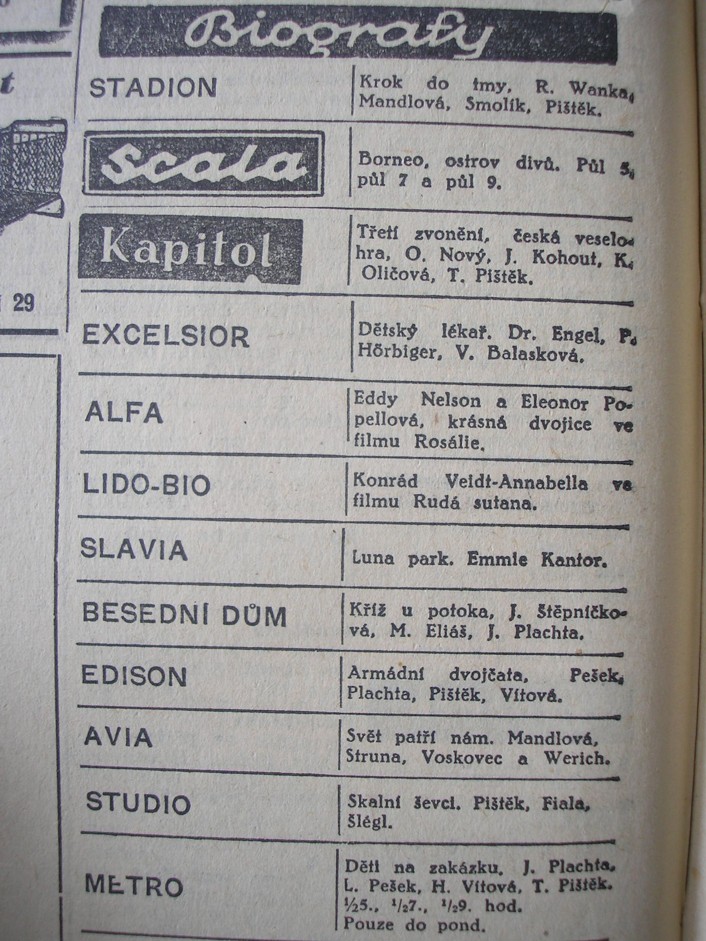 Biografy
STADION
Krok do tmy, R. Wanka,
Mandlová, Smolík, Pištěk.
Scala
Borneo, ostrov divů. Půl 5,
půl 7 a půl 9.
Kapitol
Třetí zvonění, česká veselo-
hra, O. Nový, J. Kohout, K.
Oličová, T. Pištěk.
29
EXCELSIOR
Dětský lékař. Dr. Engel, P.
Hörbiger, V. Balasková.
ALFA
Eddy Nelson a Eleonor Po-
pellová, krásná dvojice ve
filmu Rosálie.
LIDO-BIO
Konrád Veidt-Annabella ve
filmu Rudá sutana.
SLAVIA
Luna park. Emmie Kantor.
BESEDNÍ DŮM
Kříž u potoka, J. Štěpničko-
vá, M. Eliáš, J. Plachta.
EDISON
Armádní dvojčata, Pešek,
Plachta, Pištěk, Vítová.
AVIA
Svět patří nám. Mandlová,
Struna, Voskovec a Werich.
STUDIO
Skalní ševci. Pištěk, Fiala,
Šlégl.
METRO
Děti na zakázku, J. Plachta,
L. Pešek, H. Vítová, T. Pištěk.
½5., ½7., ½9. hod.
Pouze do pond.